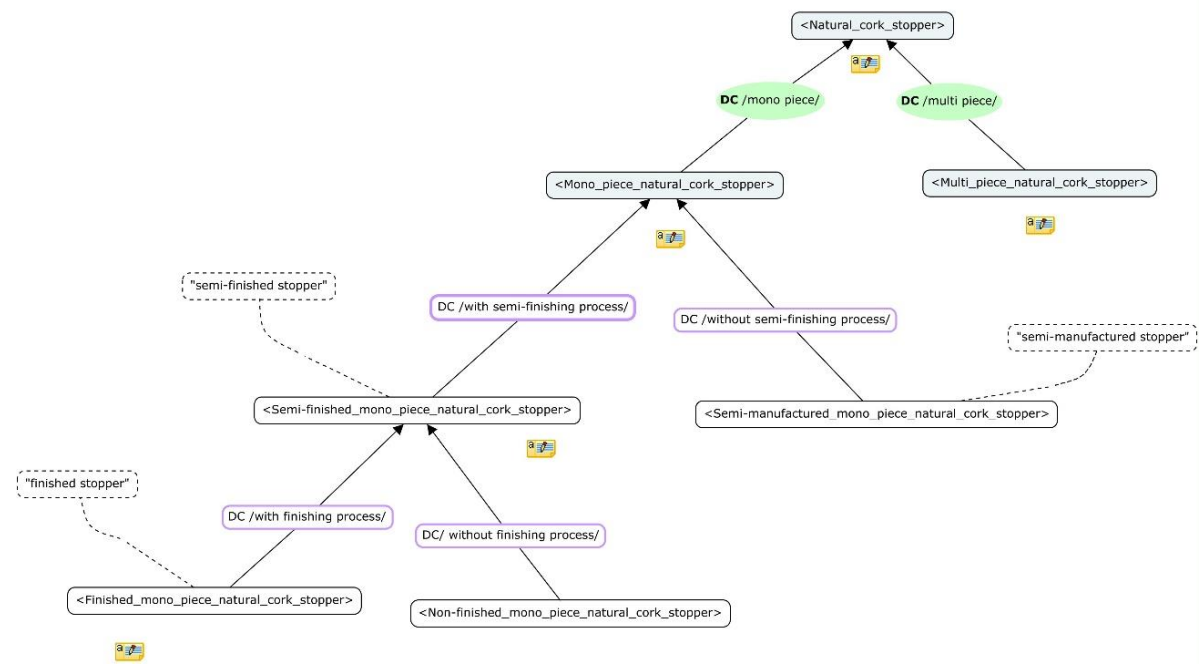 <Natural_cork_stopper>
DC /mono piece/
DC /multi piece/
<Mono_piece_natural_cork_stopper>
<Multi_piece_natural_cork_stopper>
"semi-finished stopper"
DC /with semi-finishing process/
DC /without semi-finishing process/
"semi-manufactured stopper"
<Semi-finished_mono_piece_natural_cork_stopper>
<Semi-manufactured_mono_piece_natural_cork_stopper>
"finished stopper"
DC /with finishing process/
DC/ without finishing process/
<Finished_mono_piece_natural_cork_stopper>
<Non-finished_mono_piece_natural_cork_stopper>